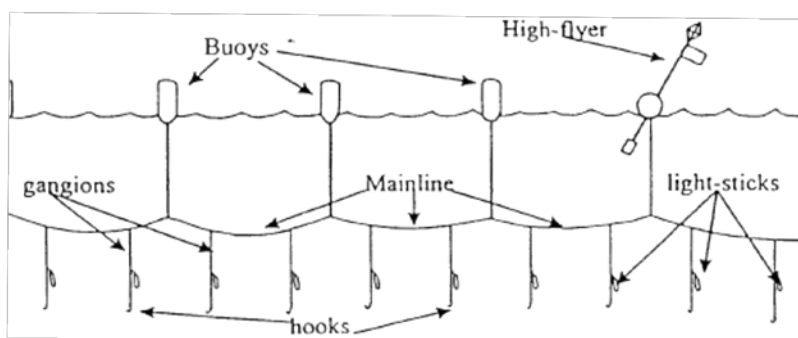 High-flyer
Buoys
gangions
Mainline
light-sticks
hooks